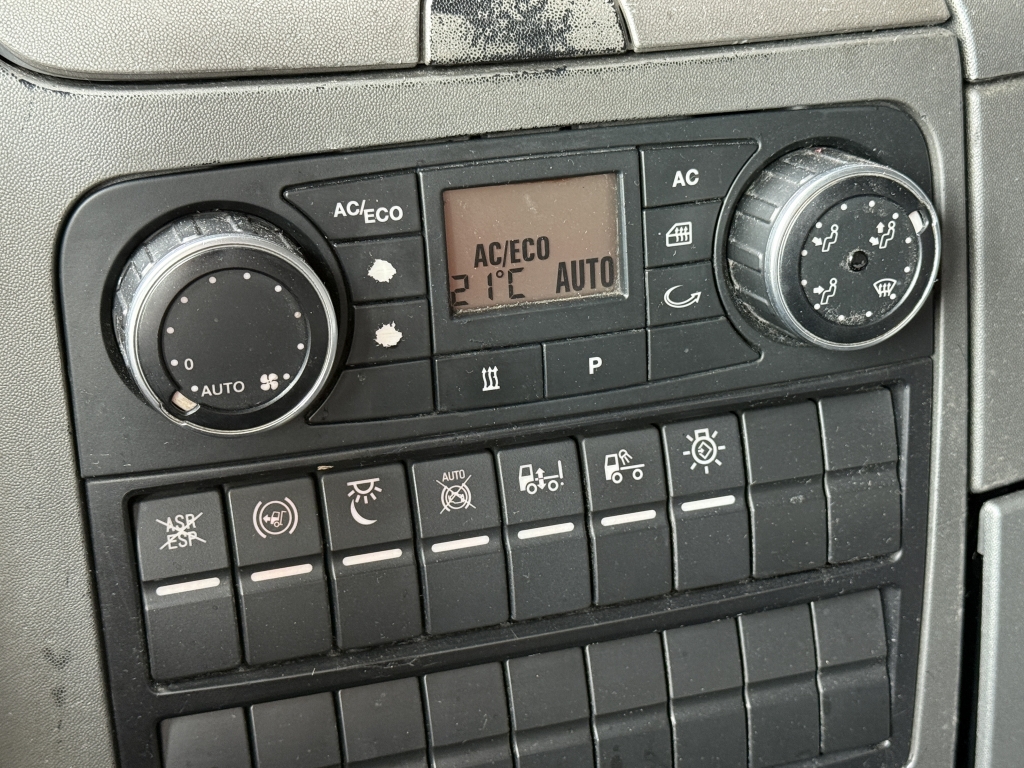 AC/ECO
AC/ECO
21°C AUTO
AC
0
AUTO
P
ASR
ESP
AUTO